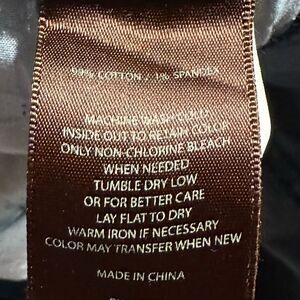 99% COTTON / 1% SPANDEX
MACHINE WASH COLD
INSIDE OUT TO RETAIN COLOR
ONLY NON-CHLORINE BLEACH
WHEN NEEDED
TUMBLE DRY LOW
OR FOR BETTER CARE
LAY FLAT TO DRY
WARM IRON IF NECESSARY
COLOR MAY TRANSFER WHEN NEW
MADE IN CHINA